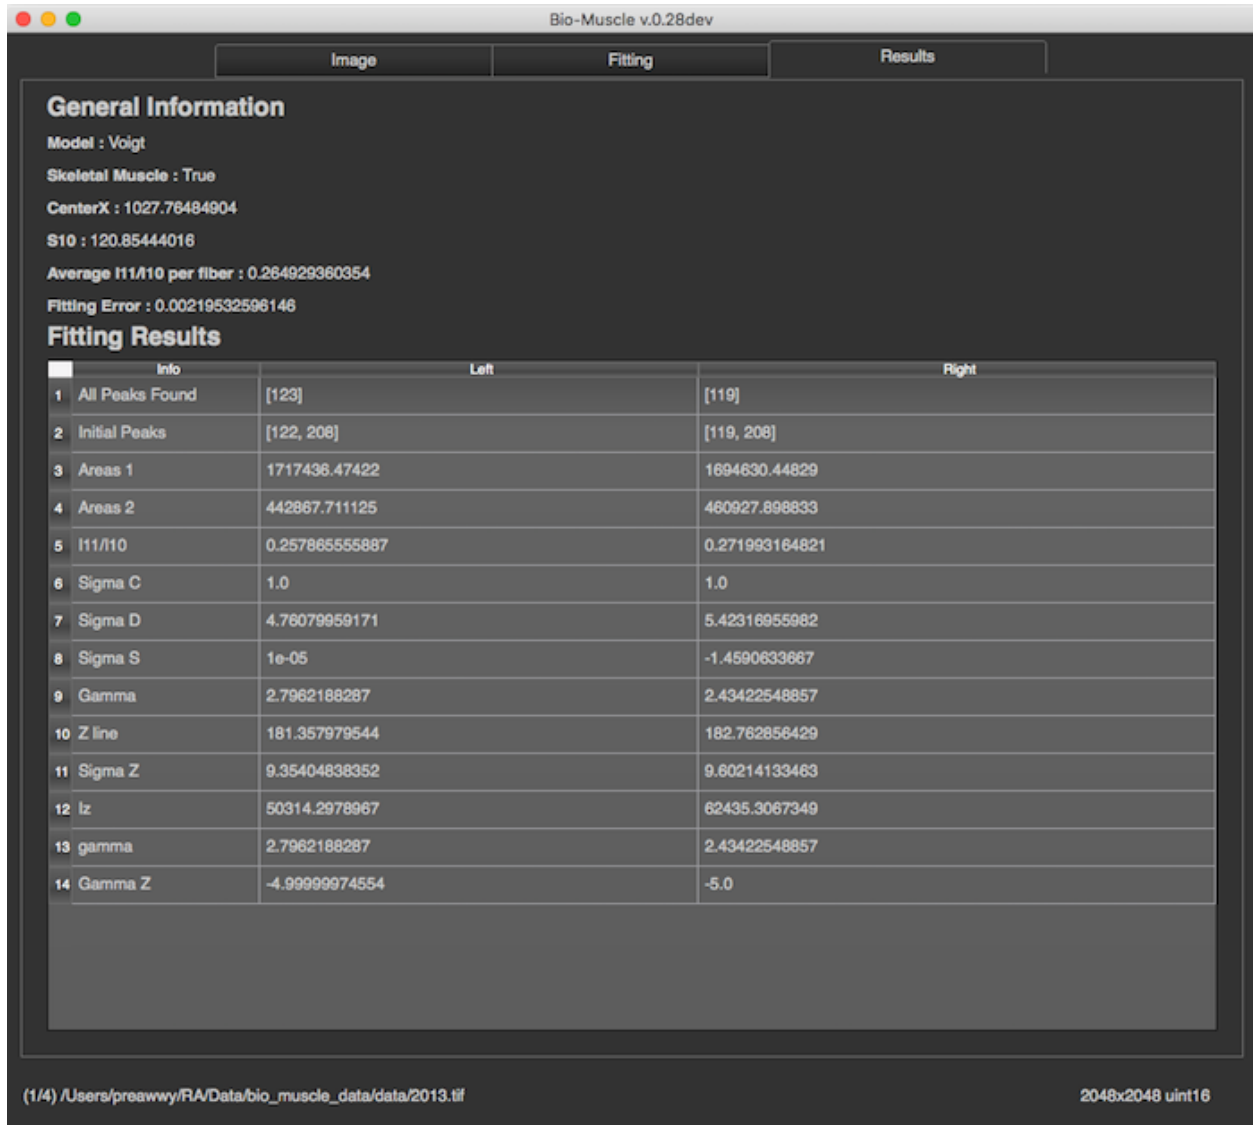 Bio-Muscle v.0.28dev
Image Fitting Results
General Information
Model : Voigt
Skeletal Muscle : True
CenterX : 1027.76484904
S10 : 120.85444016
Average I11/I10 per fiber : 0.264929360354
Fitting Error : 0.00219532596146
Fitting Results
Info Left Right
1 All Peaks Found [123] [119]
2 Initial Peaks [122, 208] [119, 208]
3 Areas 1 1717436.47422 1694630.44829
4 Areas 2 442867.711125 460927.898833
5 I11/I10 0.257865555887 0.271993164821
6 Sigma C 1.0 1.0
7 Sigma D 4.76079959171 5.42316955982
8 Sigma S 1e-05 -1.4590633667
9 Gamma 2.7962188287 2.43422548857
10 Z line 181.357979544 182.762856429
11 Sigma Z 9.35404838352 9.60214133463
12 Iz 50314.2978967 62435.3067349
13 gamma 2.7962188287 2.43422548857
14 Gamma Z -4.99999974554 -5.0
(1/4) /Users/preawwy/RA/Data/bio_muscle_data/data/2013.tif 2048x2048 uint16